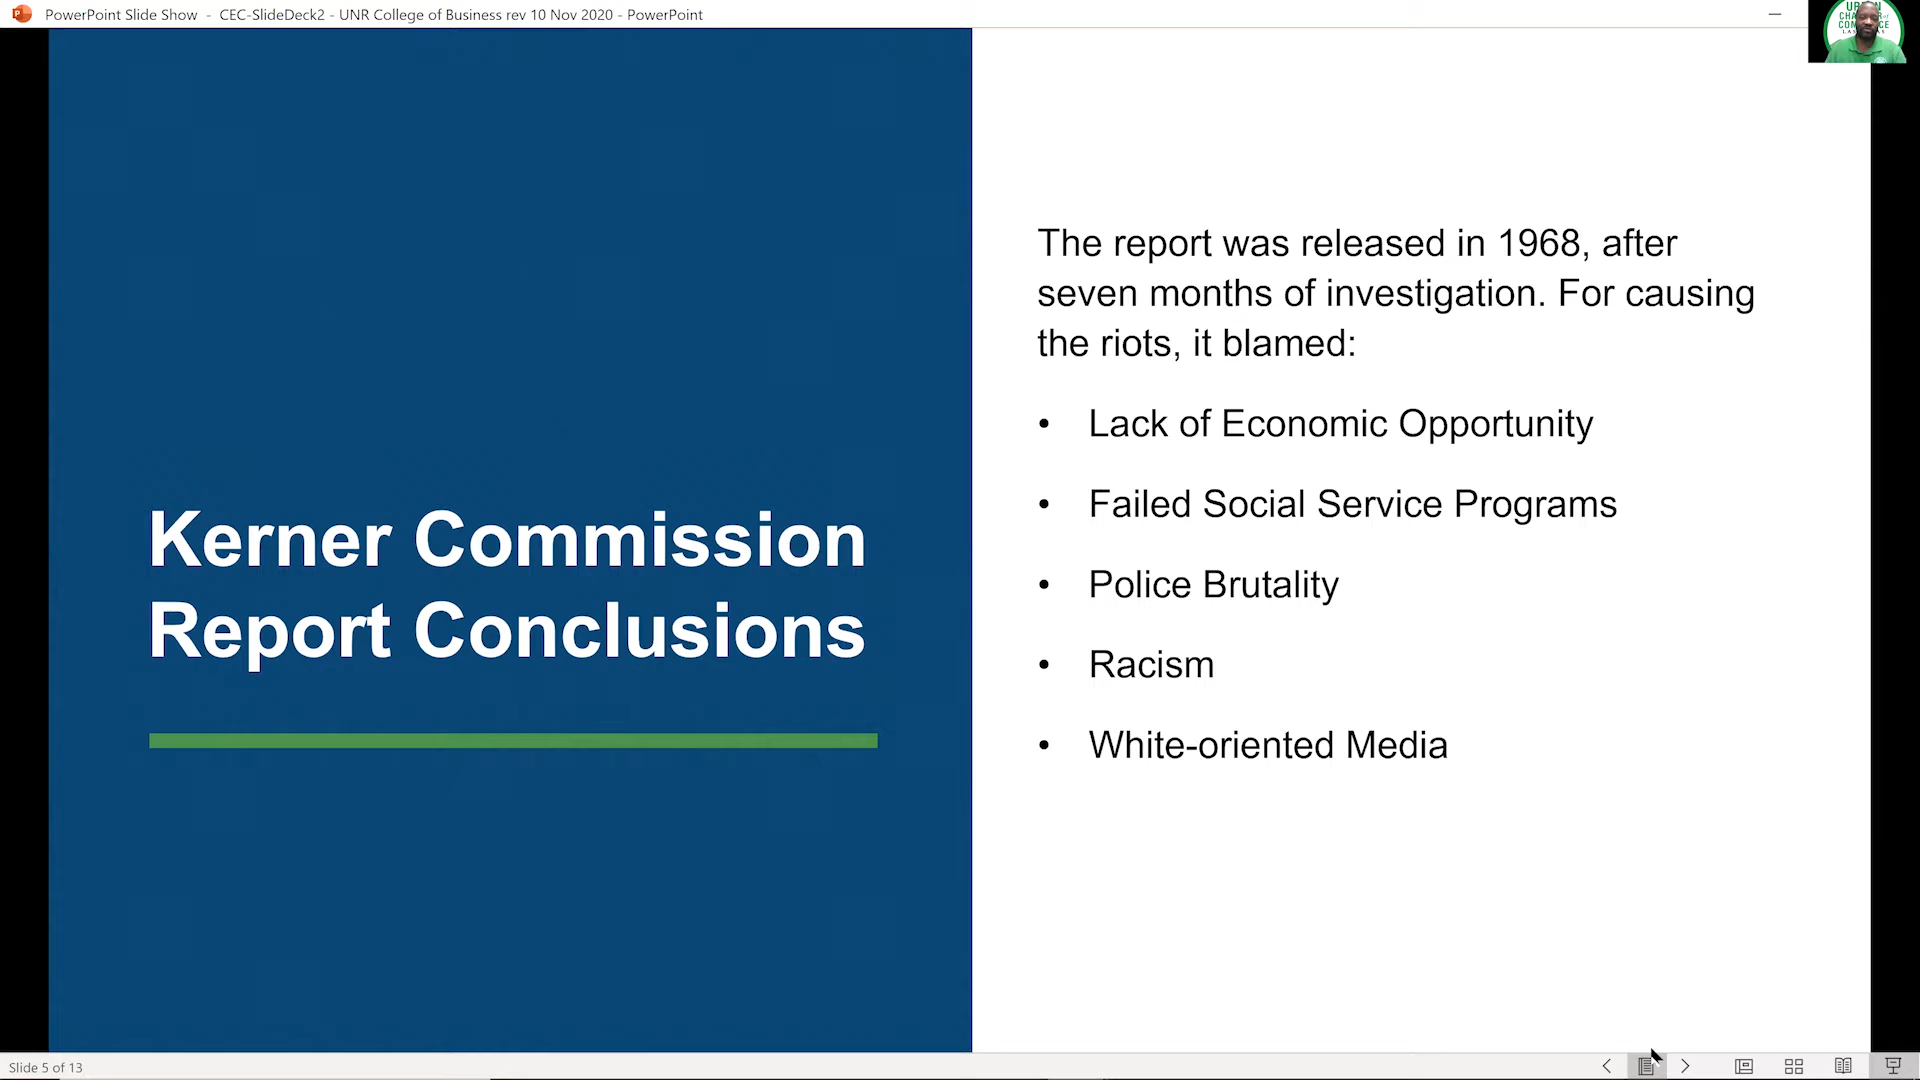 PowerPoint Slide Show - CEC-SlideDeck2 - UNR College of Business rev 10 Nov 2020 - PowerPoint
The report was released in 1968, after
seven months of investigation. For causing
the riots, it blamed:
• Lack of Economic Opportunity
• Failed Social Service Programs
• Police Brutality
• Racism
• White-oriented Media
Kerner Commission
Report Conclusions
Slide 5 of 13